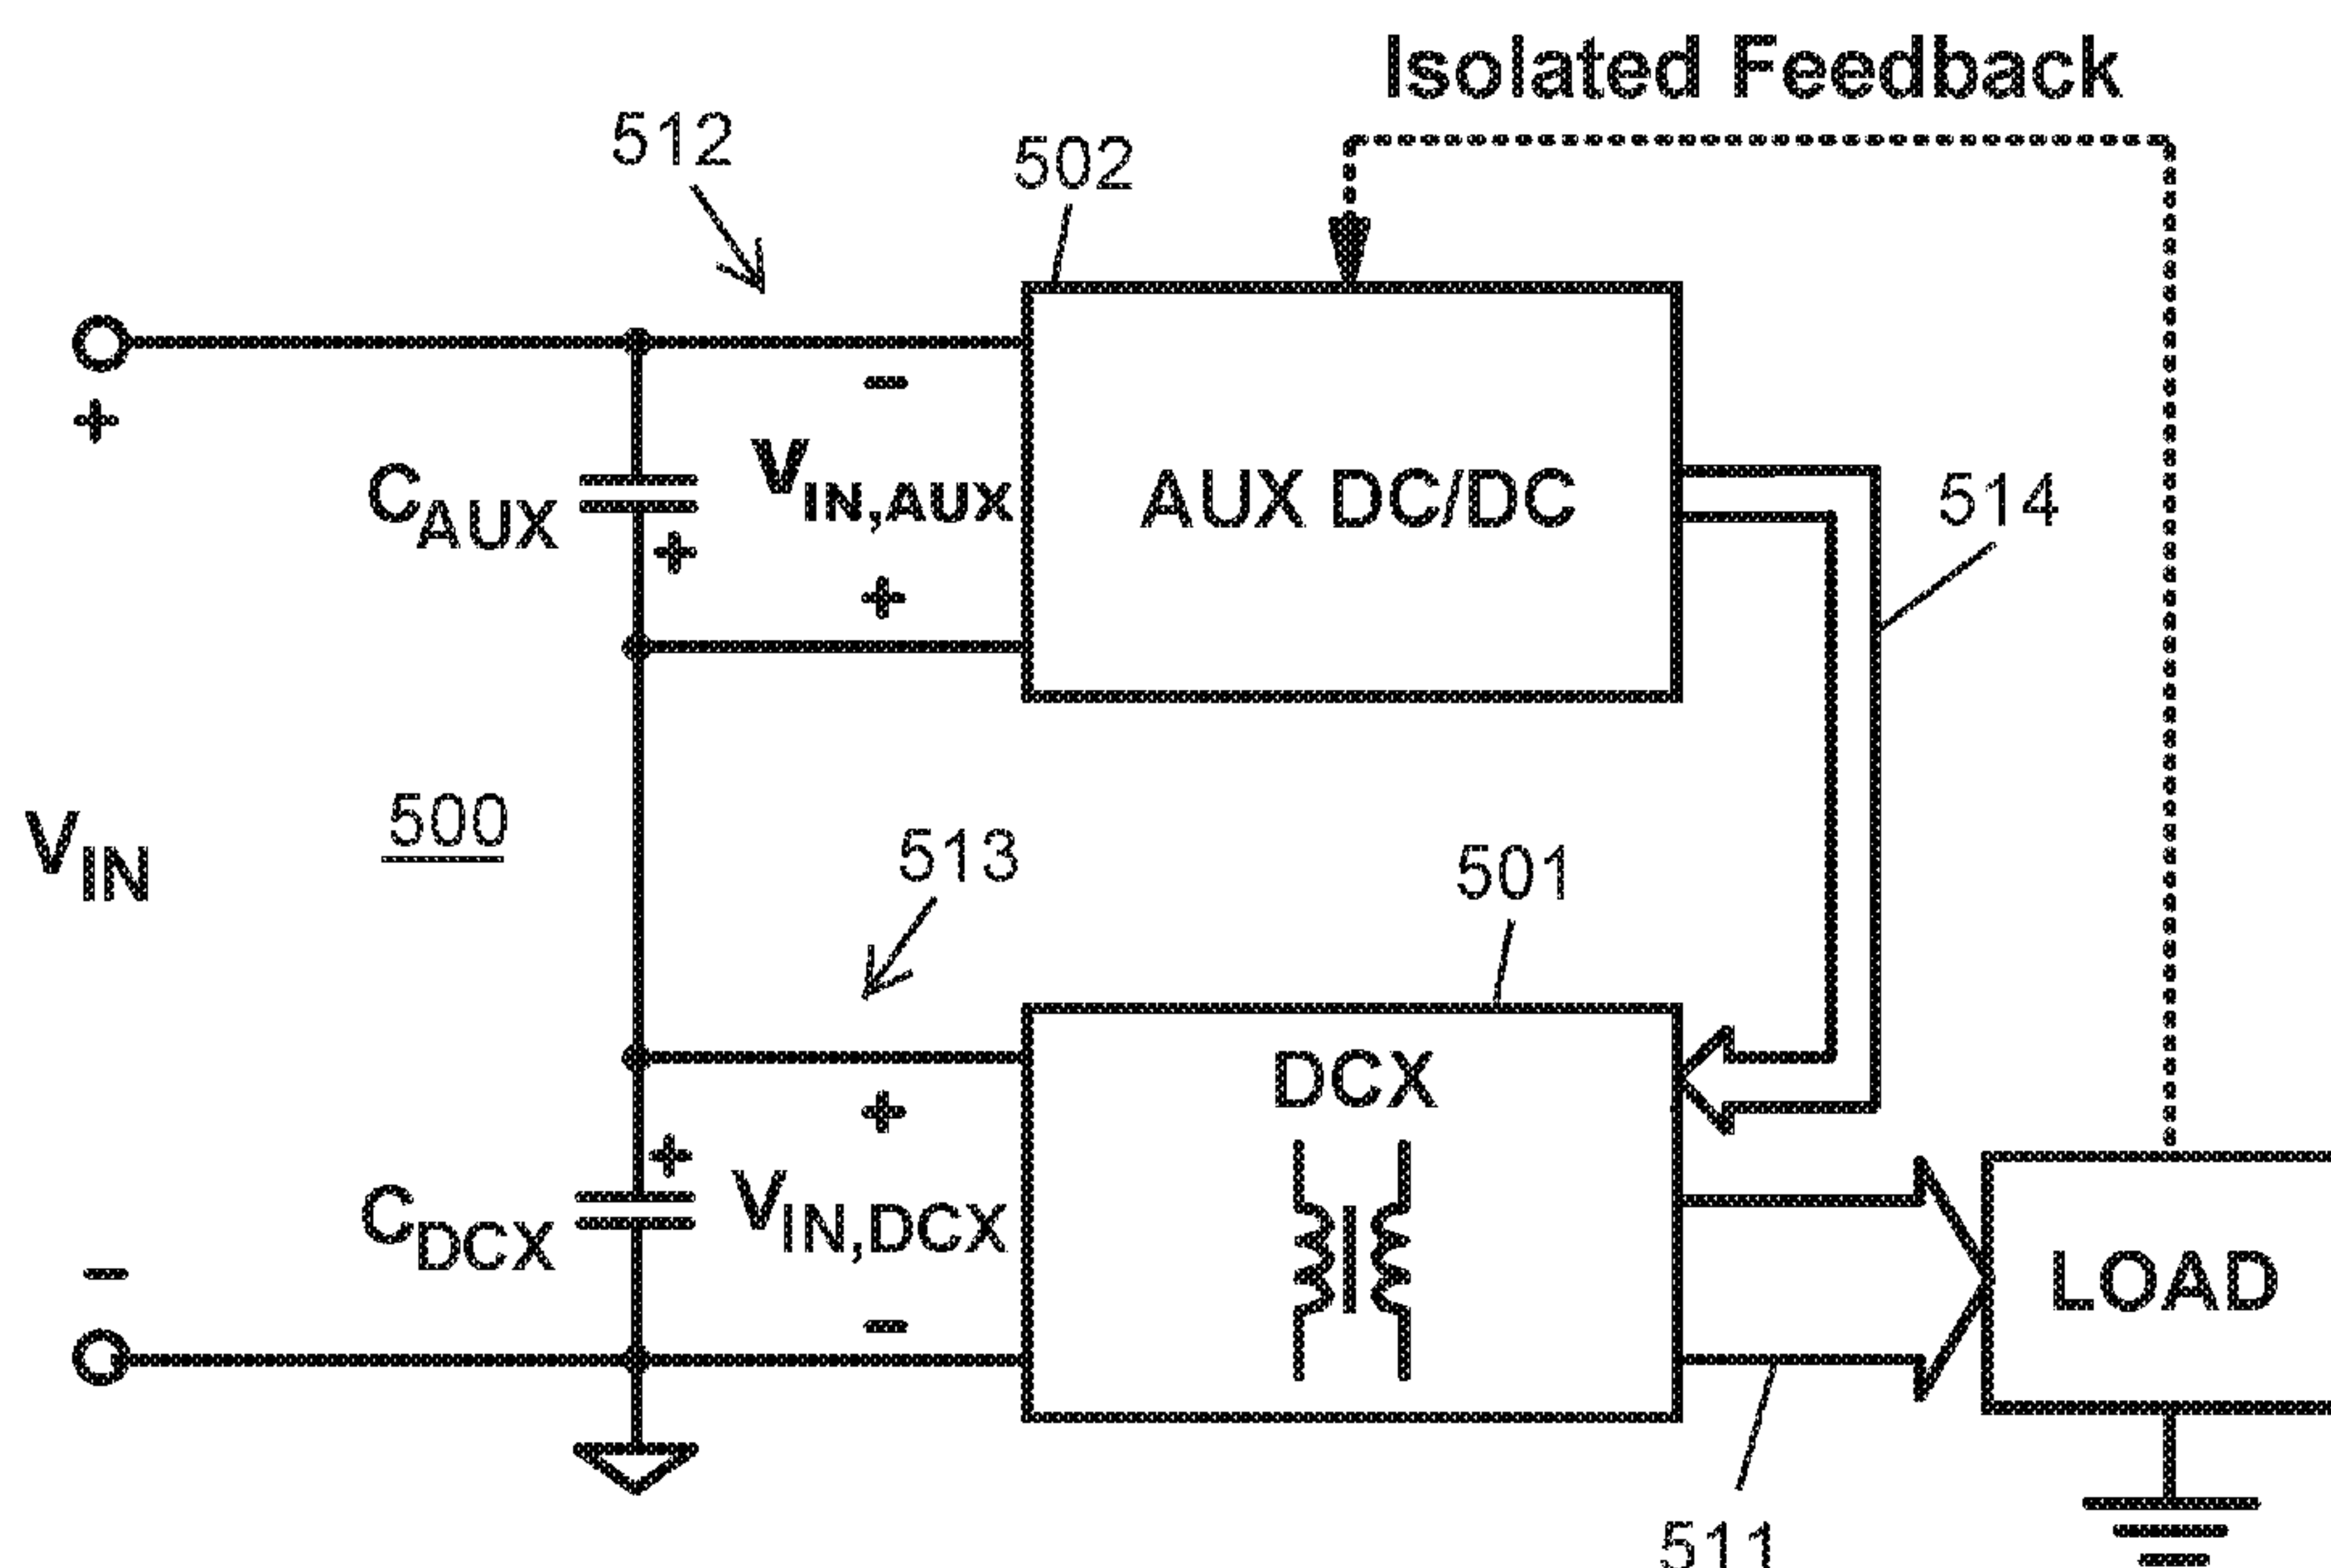 Isolated Feedback
512
502
+
−
C_AUX
V_IN,AUX
AUX DC/DC
514
+
+
V_IN
500
513
501
DCX
+
+
C_DCX
V_IN,DCX
LOAD
−
−
511